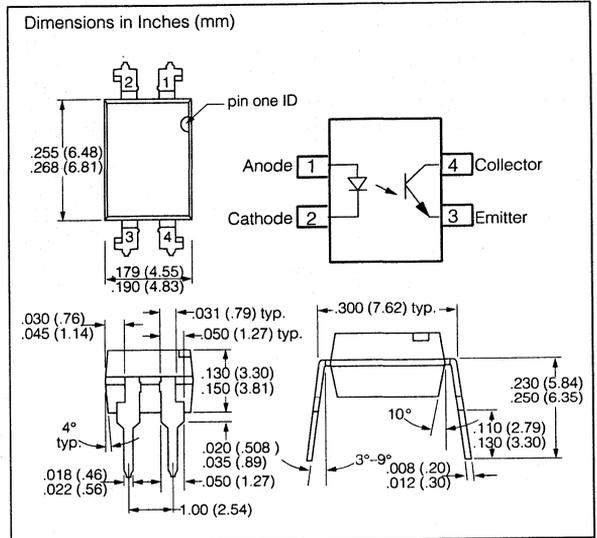 Dimensions in Inches (mm)
2
1
pin one ID
.255 (6.48)
.268 (6.81)
3
4
.179 (4.55)
.190 (4.83)
Anode
1
4
Collector
Cathode
2
3
Emitter
.030 (.76)
.045 (1.14)
.031 (.79) typ.
.050 (1.27) typ.
.130 (3.30)
.150 (3.81)
4°
typ.
.020 (.508 )
.035 (.89)
.018 (.46)
.022 (.56)
.050 (1.27)
1.00 (2.54)
.300 (7.62) typ.
.230 (5.84)
.250 (6.35)
10°
.110 (2.79)
.130 (3.30)
3°–9°
.008 (.20)
.012 (.30)